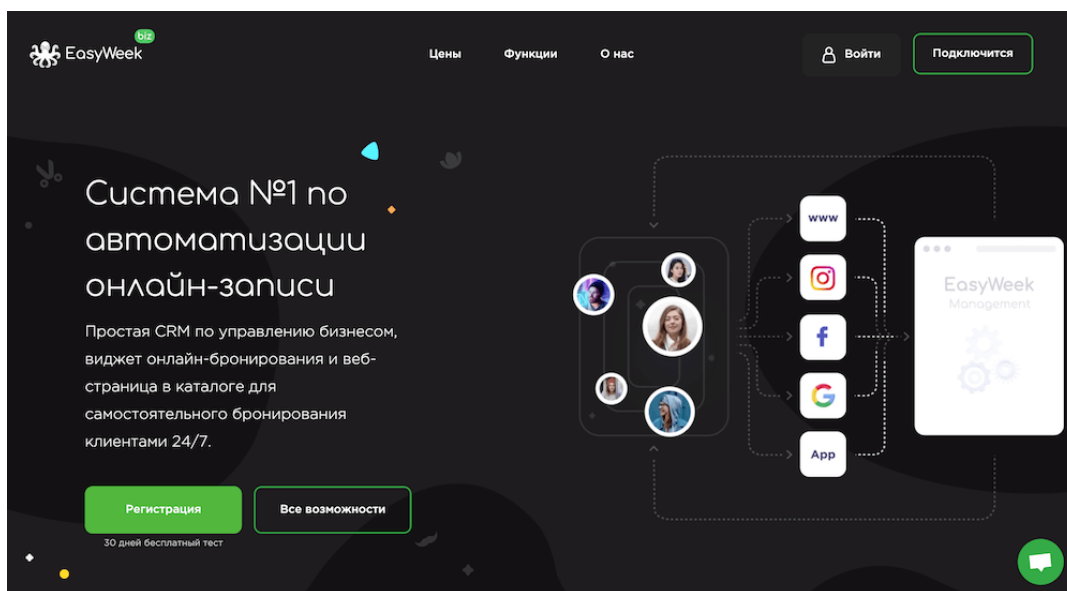 biz
EasyWeek
Цены
Функции
О нас
Войти
Подключится
Система №1 по
автоматизации
онлайн-записи
Простая CRM по управлению бизнесом,
виджет онлайн-бронирования и веб-
страница в каталоге для
самостоятельного бронирования
клиентами 24/7.
Регистрация
Все возможности
30 дней бесплатный тест
www
App
EasyWeek
Management